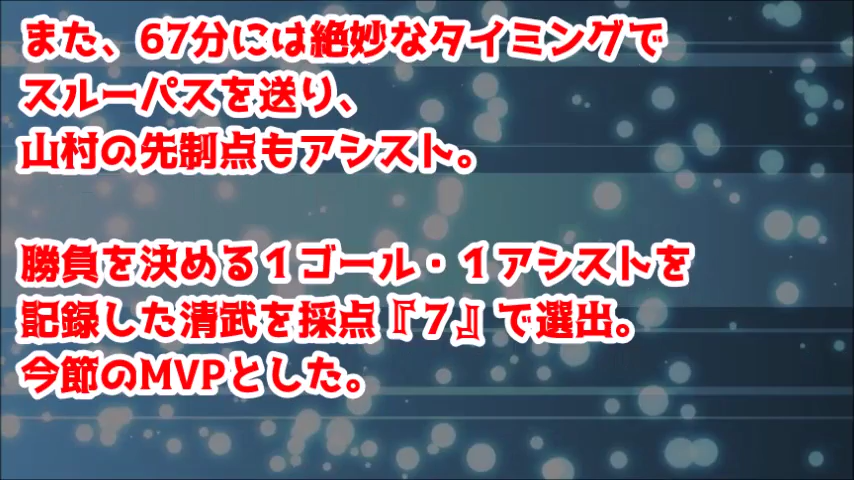 また、67分には絶妙なタイミングで
スルーパスを送り、
山村の先制点もアシスト。
勝負を決める１ゴール・１アシストを
記録した清武を採点『７』で選出。
今節のMVPとした。